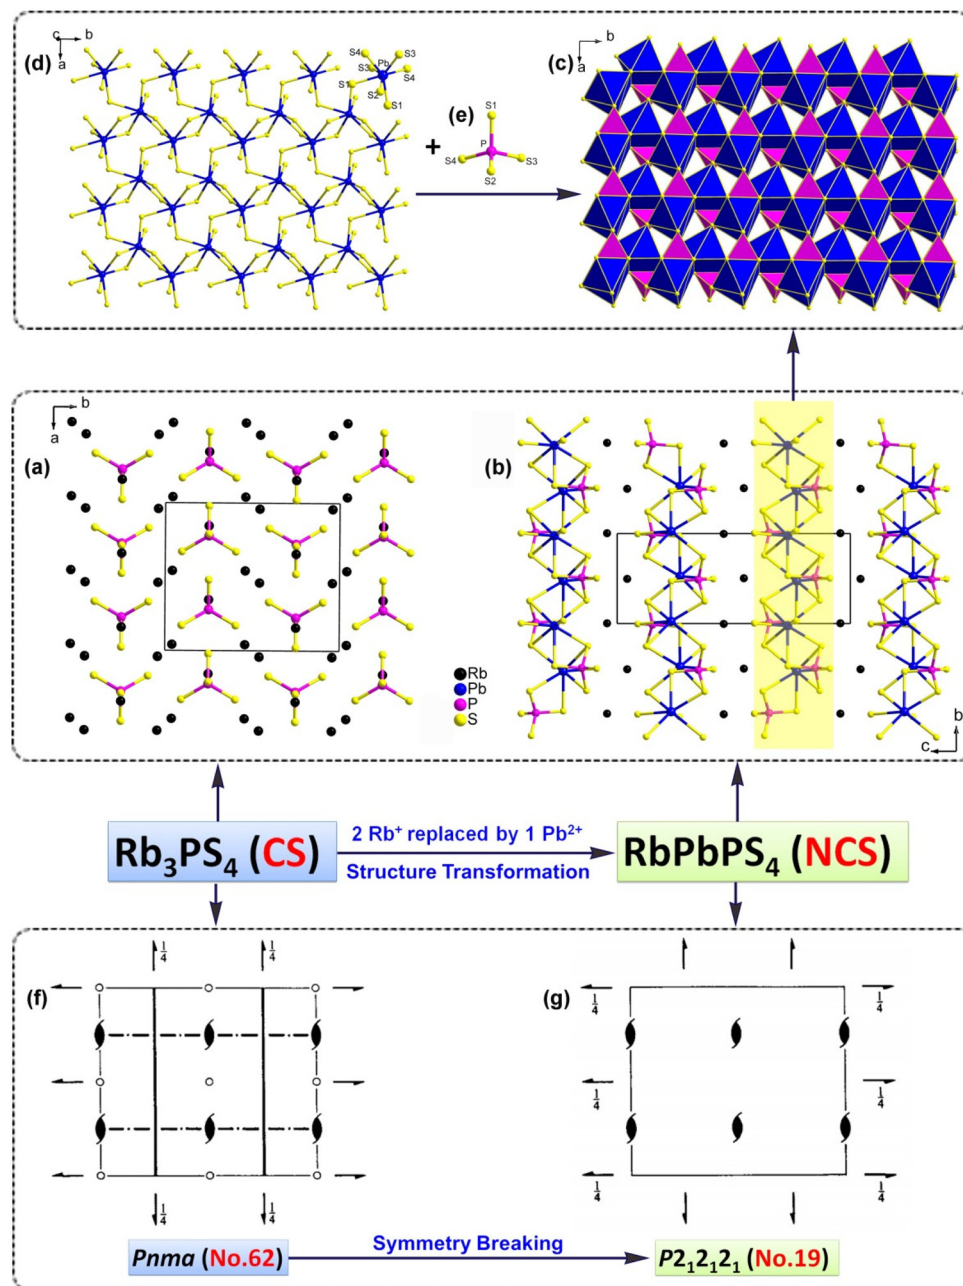 (d)
c
b
a
S4
S3
Pb
S3
S4
S1
S2
S1
+
(e)
S1
P
S4
S3
S2
(c)
b
a
(a)
b
a
(b)
Rb
Pb
P
S
b
c
Rb₃PS₄ (CS)
2 Rb⁺ replaced by 1 Pb²⁺
Structure Transformation
RbPbPS₄ (NCS)
(f)
1/4
1/4
1/4
1/4
(g)
1/4
1/4
1/4
1/4
1/4
1/4
Pnma (No.62)
Symmetry Breaking
P2₁2₁2₁ (No.19)